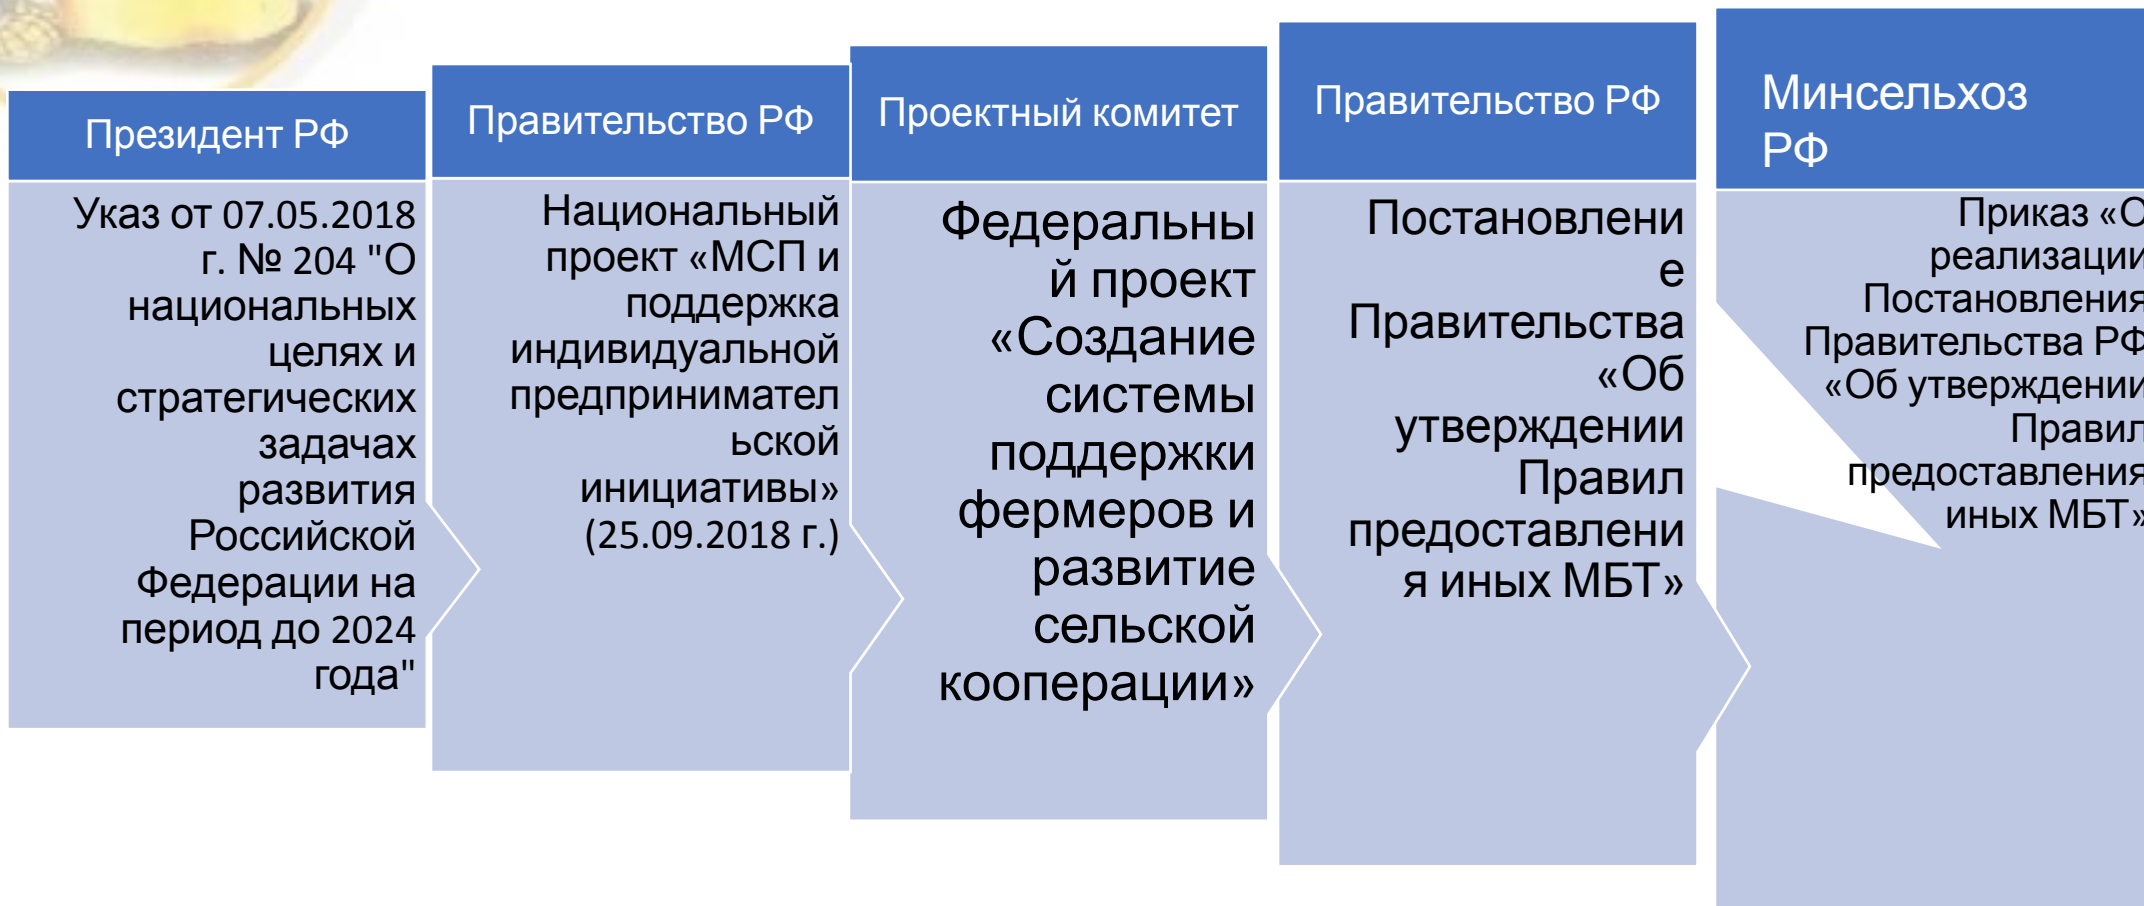 Президент РФ
Указ от 07.05.2018
г. № 204 "О
национальных
целях и
стратегических
задачах
развития
Российской
Федерации на
период до 2024
года"
Правительство РФ
Национальный
проект «МСП и
поддержка
индивидуальной
предпринимател
ьской
инициативы»
(25.09.2018 г.)
Проектный комитет
Федеральны
й проект
«Создание
системы
поддержки
фермеров и
развитие
сельской
кооперации»
Правительство РФ
Постановлени
е
Правительства
«Об
утверждении
Правил
предоставлени
я иных МБТ»
Минсельхоз
РФ
Приказ «О
реализации
Постановления
Правительства РФ
«Об утверждении
Правил
предоставления
иных МБТ»